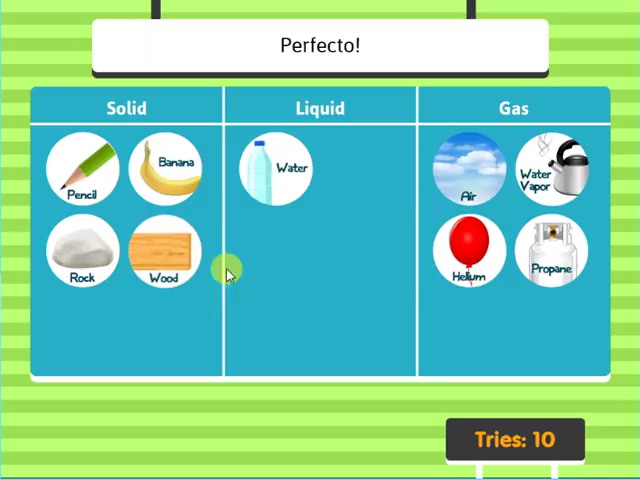 Perfecto!
Solid
Liquid
Gas
Pencil
Banana
Water
Air
Water
Vapor
Rock
Wood
Helium
Propane
Tries: 10